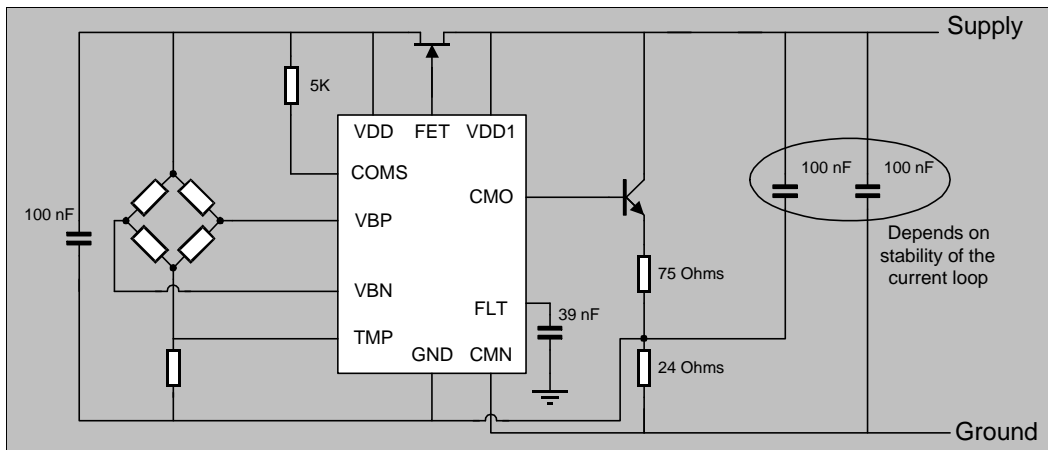 Supply
5K
VDD FET VDD1
COMS
100 nF 100 nF
CMO
100 nF
VBP
Depends on
stability of the
current loop
75 Ohms
VBN
FLT
39 nF
TMP
GND CMN
24 Ohms
Ground